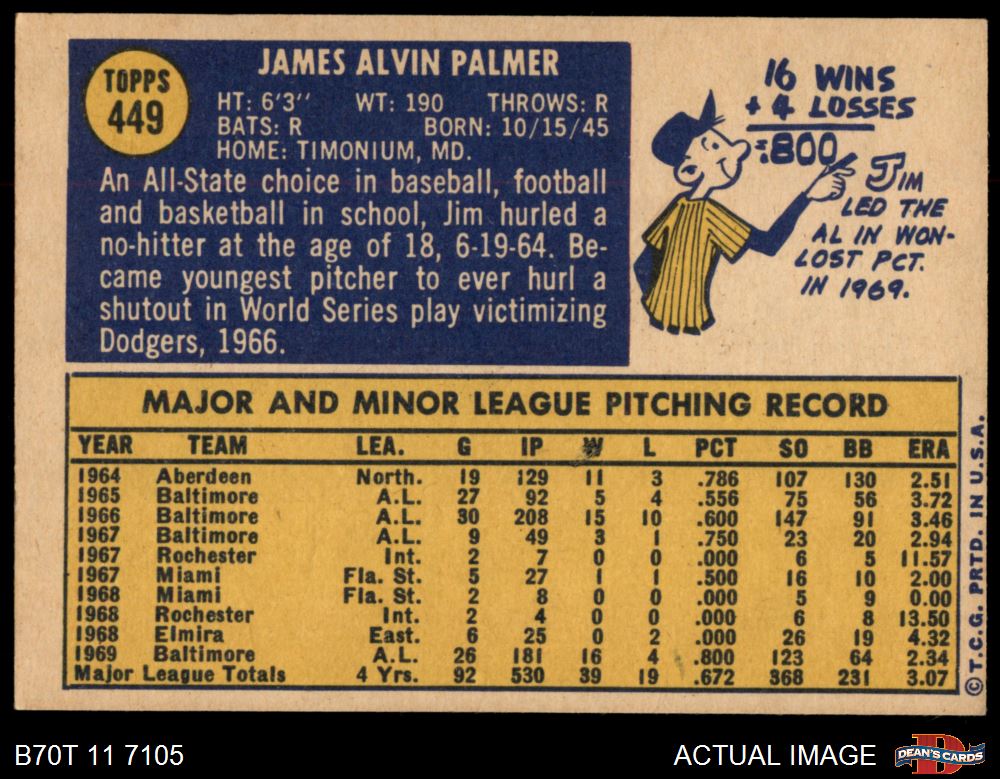 TOPPS
449
JAMES ALVIN PALMER
HT: 6'3" WT: 190 THROWS: R
BATS: R BORN: 10/15/45
HOME: TIMONIUM, MD.
An All-State choice in baseball, football
and basketball in school, Jim hurled a
no-hitter at the age of 18, 6-19-64. Be-
came youngest pitcher to ever hurl a
shutout in World Series play victimizing
Dodgers, 1966.
16 WINS
+ 4 LOSSES
=.800
JIM
LED THE
AL IN WON-
LOST PCT.
IN 1969.
MAJOR AND MINOR LEAGUE PITCHING RECORD
YEAR TEAM LEA. G IP W L PCT SO BB ERA
1964 Aberdeen North. 19 129 11 3 .786 107 130 2.51
1965 Baltimore A.L. 27 92 5 4 .556 75 56 3.72
1966 Baltimore A.L. 30 208 15 10 .600 147 91 3.46
1967 Baltimore A.L. 9 49 3 1 .750 23 20 2.94
1967 Rochester Int. 2 7 0 0 .000 6 5 11.57
1967 Miami Fla. St. 5 27 1 1 .500 16 10 2.00
1968 Miami Fla. St. 2 8 0 0 .000 5 9 0.00
1968 Rochester Int. 2 4 0 0 .000 6 8 13.50
1968 Elmira East. 6 25 0 2 .000 26 19 4.32
1969 Baltimore A.L. 26 181 16 4 .800 123 64 2.34
Major League Totals 4 Yrs. 92 530 39 19 .672 368 231 3.07
© T.C.G. PRTD. IN U.S.A.
B70T 11 7105
ACTUAL IMAGE
DEAN'S CARDS